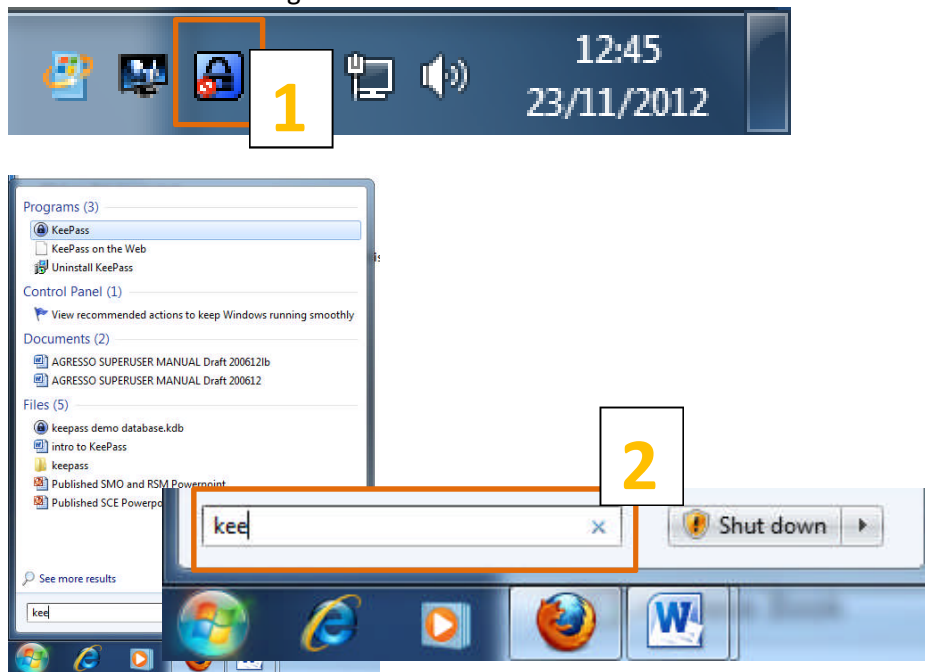 12:45
1
23/11/2012
Programs (3)
KeePass
KeePass on the Web
Uninstall KeePass
Control Panel (1)
View recommended actions to keep Windows running smoothly
Documents (2)
AGRESSO SUPERUSER MANUAL Draft 200612lb
AGRESSO SUPERUSER MANUAL Draft 200612
Files (5)
keepass demo database.kdb
intro to KeePass
keepass
Published SMO and RSM Powerpoint
Published SCE Powerpo
2
kee
Shut down
See more results
kee
W